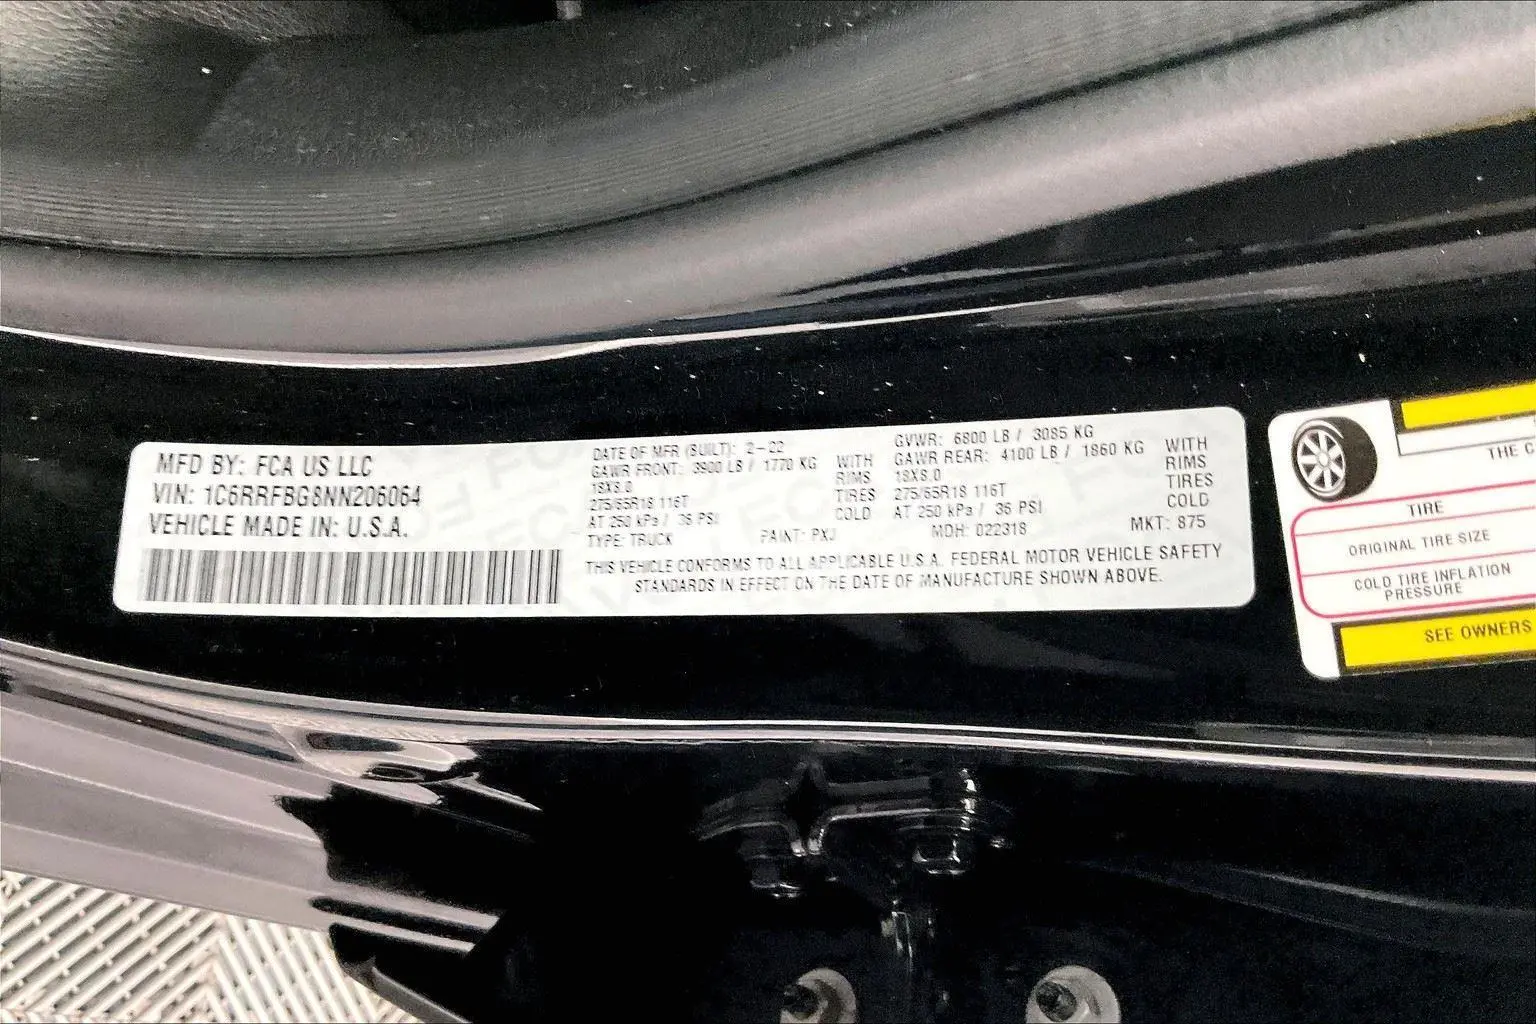 MFD BY: FCA US LLC
VIN: 1C6RRFBG8NN206064
VEHICLE MADE IN: U.S.A.
DATE OF MFR (BUILT): 2-22
GAWR FRONT: 3900 LB / 1770 KG WITH
18X8.0 RIMS
275/65R18 116T TIRES
AT 250 kPa / 36 PSI COLD
TYPE: TRUCK PAINT: PXJ
GVWR: 6800 LB / 3085 KG
GAWR REAR: 4100 LB / 1860 KG WITH
18X8.0 RIMS
275/65R18 116T TIRES
AT 250 kPa / 36 PSI COLD
MDH: 022318 MKT: 875
THIS VEHICLE CONFORMS TO ALL APPLICABLE U.S.A. FEDERAL MOTOR VEHICLE SAFETY
STANDARDS IN EFFECT ON THE DATE OF MANUFACTURE SHOWN ABOVE.
THE C
TIRE
ORIGINAL TIRE SIZE
COLD TIRE INFLATION
PRESSURE
SEE OWNERS